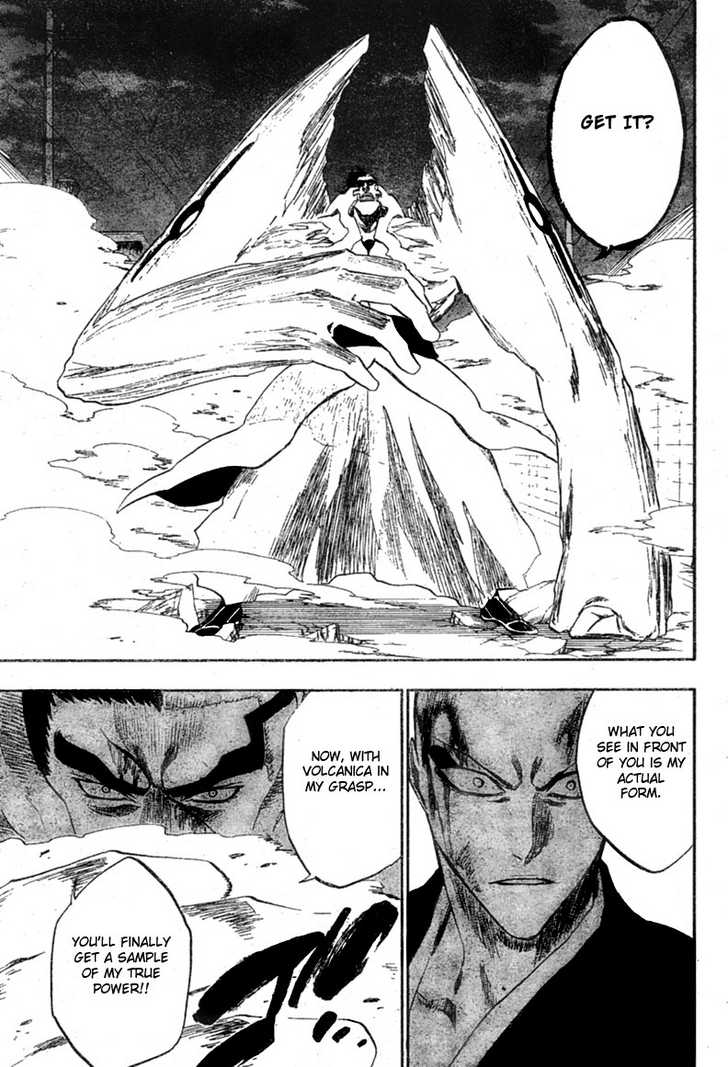 GET IT?
WHAT YOU
SEE IN FRONT
OF YOU IS MY
ACTUAL
FORM.
NOW, WITH
VOLCANICA IN
MY GRASP...
YOU'LL FINALLY
GET A SAMPLE
OF MY TRUE
POWER!!